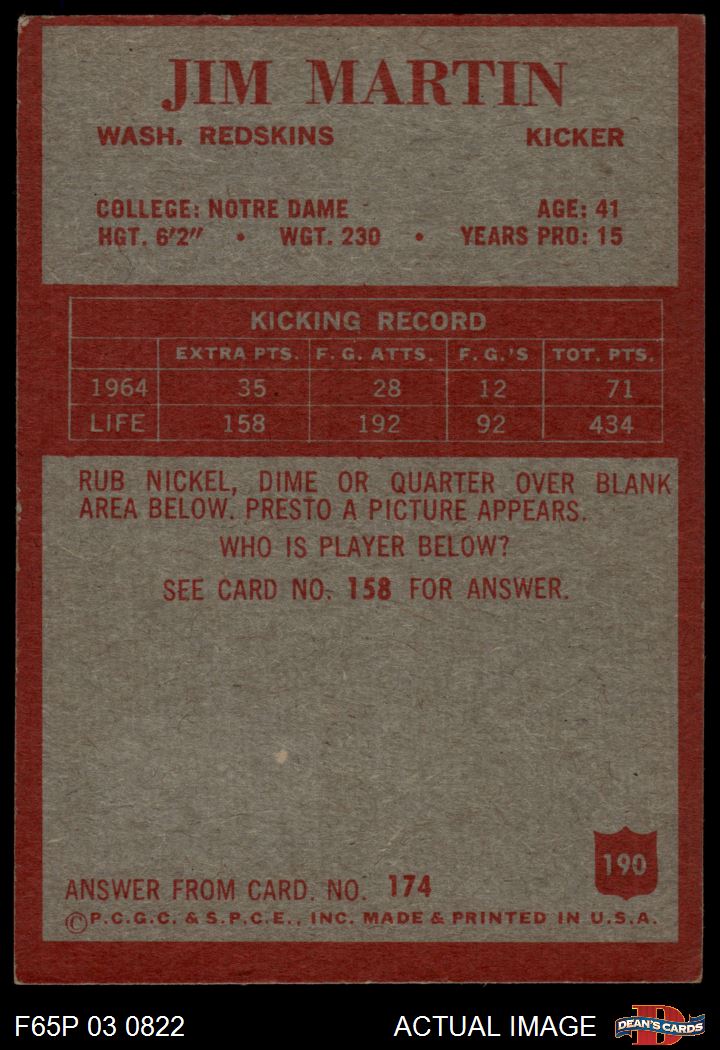 JIM MARTIN
WASH. REDSKINS KICKER
COLLEGE: NOTRE DAME AGE: 41
HGT. 6'2" • WGT. 230 • YEARS PRO: 15
KICKING RECORD
EXTRA PTS. F. G. ATTS. F. G.'S TOT. PTS.
1964 35 28 12 71
LIFE 158 192 92 434
RUB NICKEL, DIME OR QUARTER OVER BLANK
AREA BELOW. PRESTO A PICTURE APPEARS.
WHO IS PLAYER BELOW?
SEE CARD NO. 158 FOR ANSWER.
190
ANSWER FROM CARD. NO. 174
©P.C.G.C. & S.P.C.E., INC. MADE & PRINTED IN U.S.A.
F65P 03 0822 ACTUAL IMAGE D DEAN'S CARDS